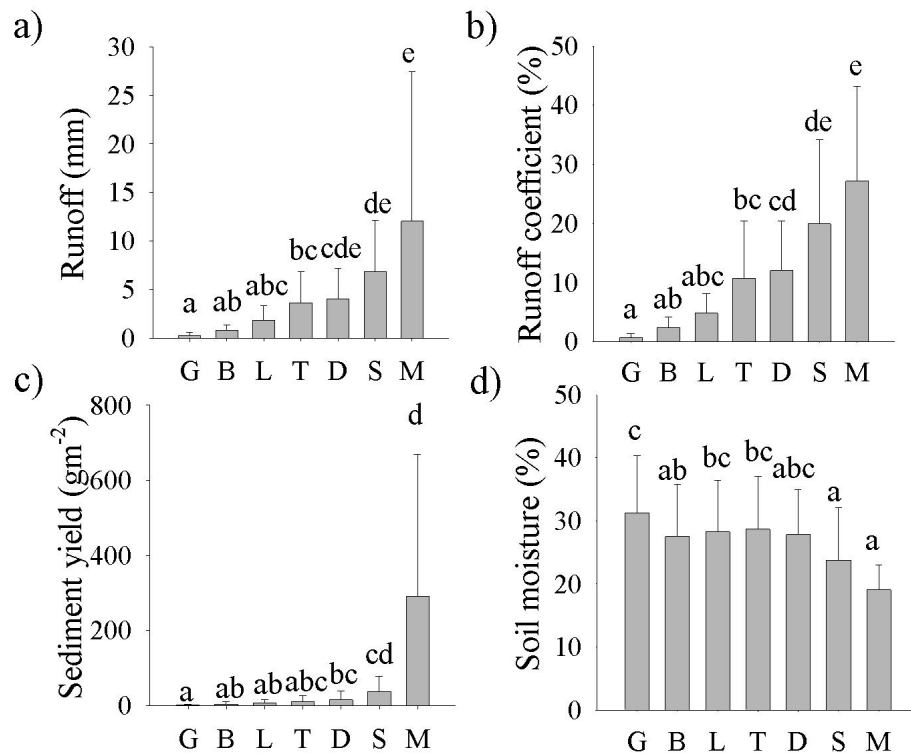 a)
Runoff (mm)
30
25
20
15
10
5
0
a
ab
abc
bc
cde
de
e
G B L T D S M
b)
Runoff coefficient (%)
50
40
30
20
10
0
a
ab
abc
bc
cd
de
e
G B L T D S M
c)
Sediment yield (gm⁻²)
800
600
400
200
0
a
ab
ab
abc
bc
cd
d
G B L T D S M
d)
Soil moisture (%)
50
40
30
20
10
0
c
ab
bc
bc
abc
a
a
G B L T D S M